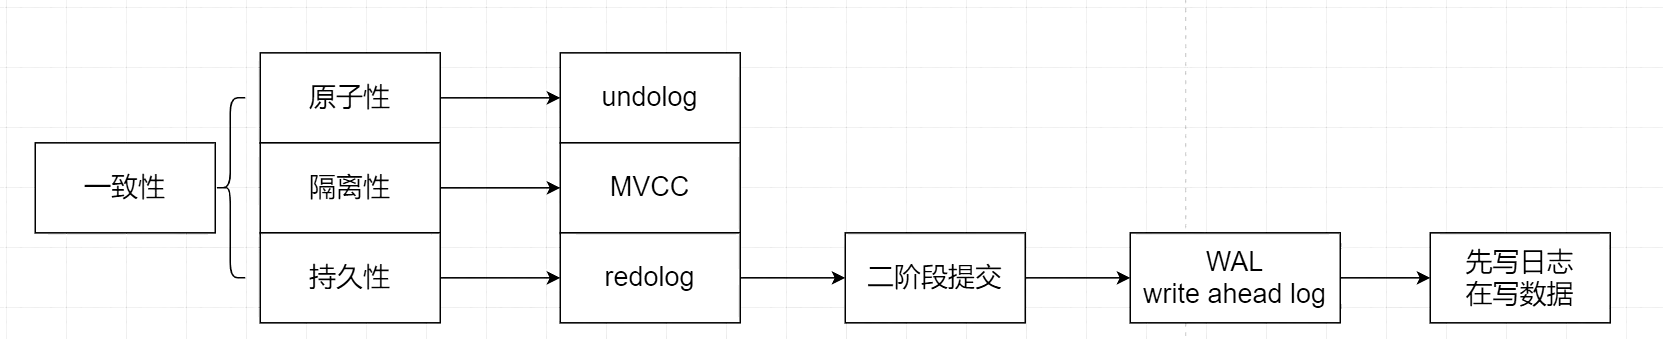 一致性
原子性
undolog
隔离性
MVCC
持久性
redolog
二阶段提交
WAL
write ahead log
先写日志
在写数据